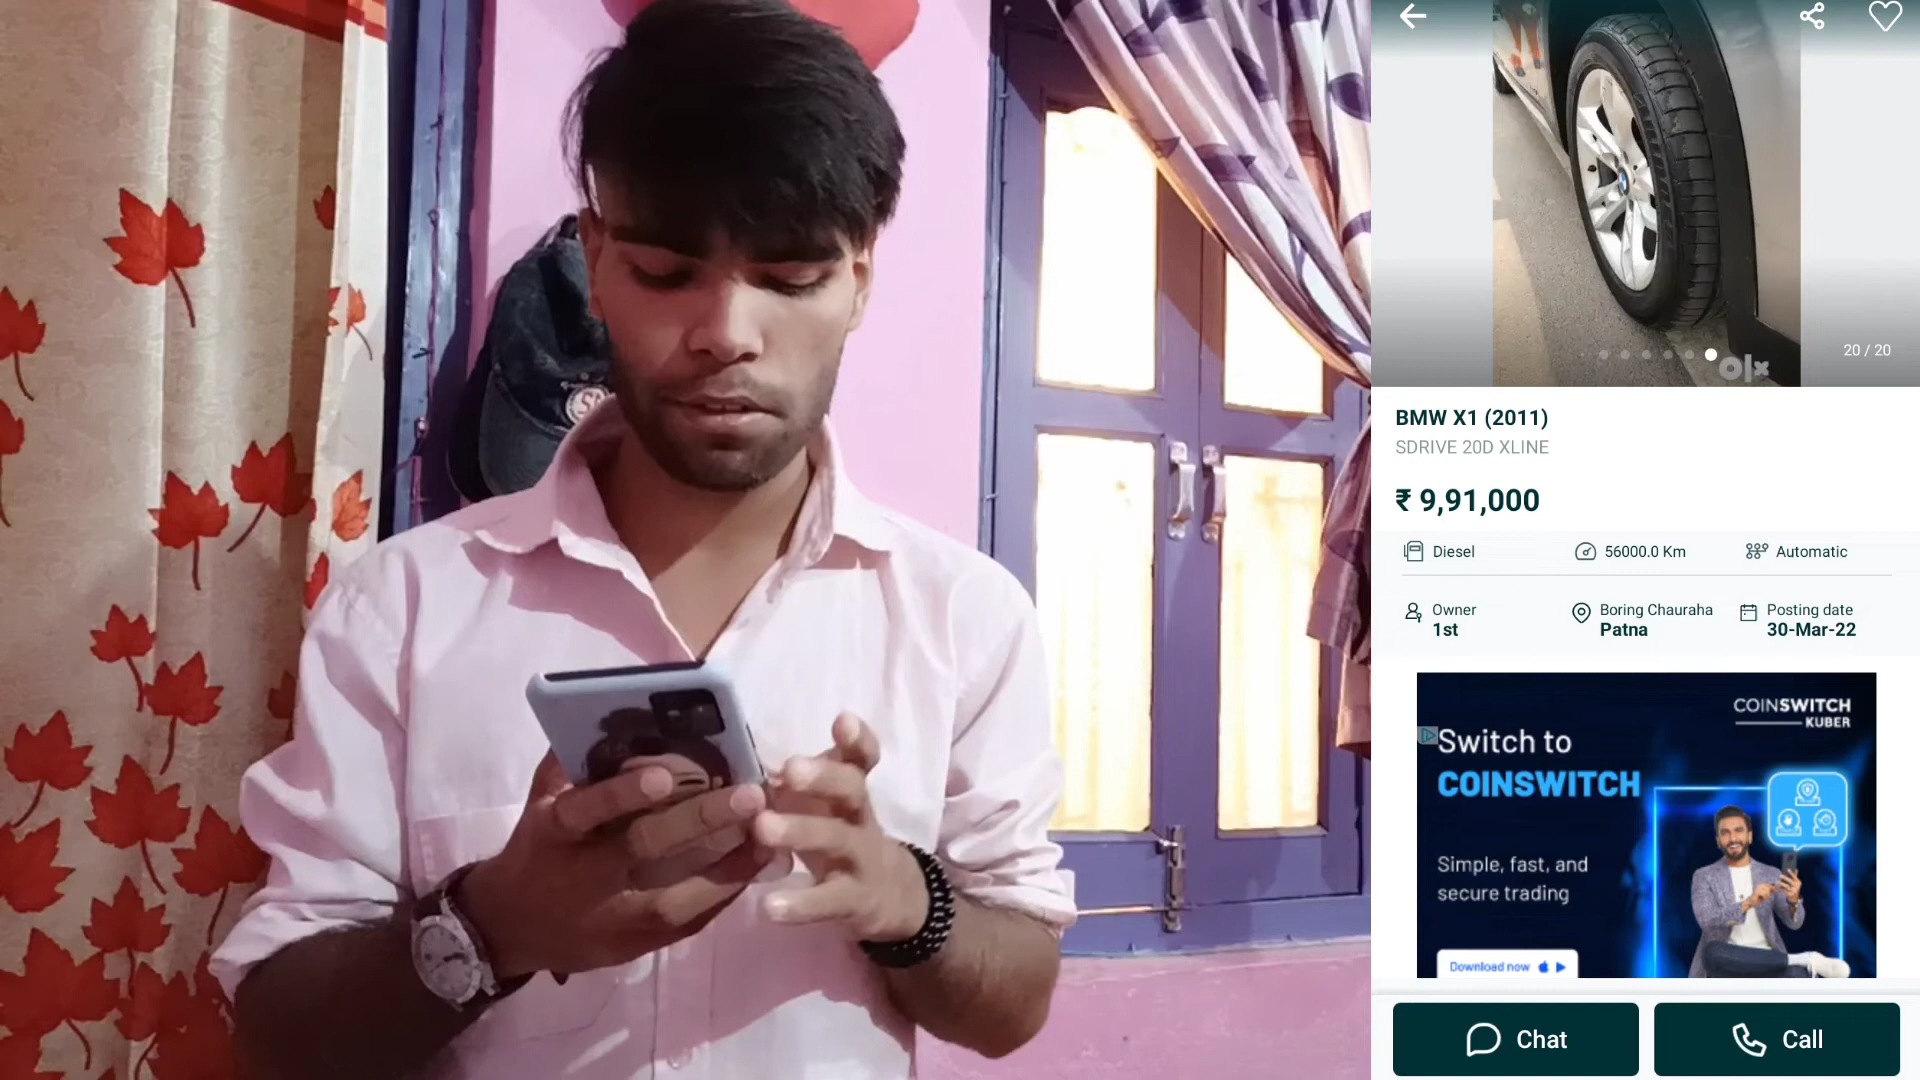 20 / 20
olx
BMW X1 (2011)
SDRIVE 20D XLINE
₹ 9,91,000
Diesel
56000.0 Km
Automatic
Owner
1st
Boring Chauraha
Patna
Posting date
30-Mar-22
COINSWITCH
KUBER
Switch to
COINSWITCH
Simple, fast, and
secure trading
Download now
Chat
Call